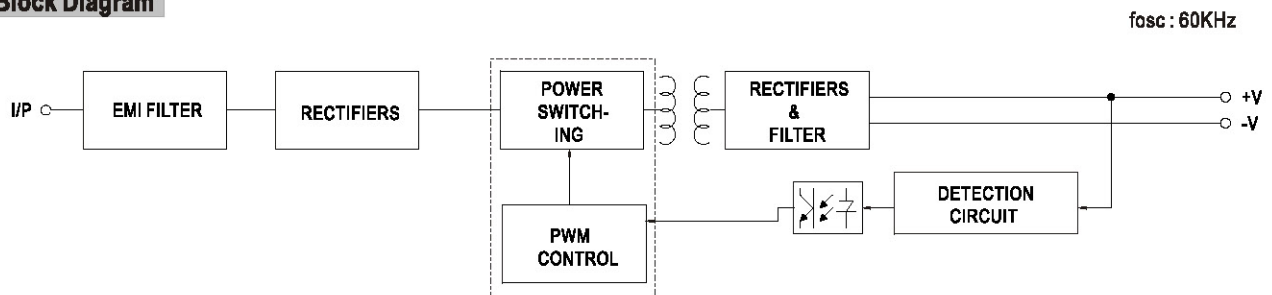 Block Diagram
fosc : 60KHz
I/P
EMI FILTER
RECTIFIERS
POWER
SWITCH-
ING
RECTIFIERS
&
FILTER
+V
-V
DETECTION
CIRCUIT
PWM
CONTROL